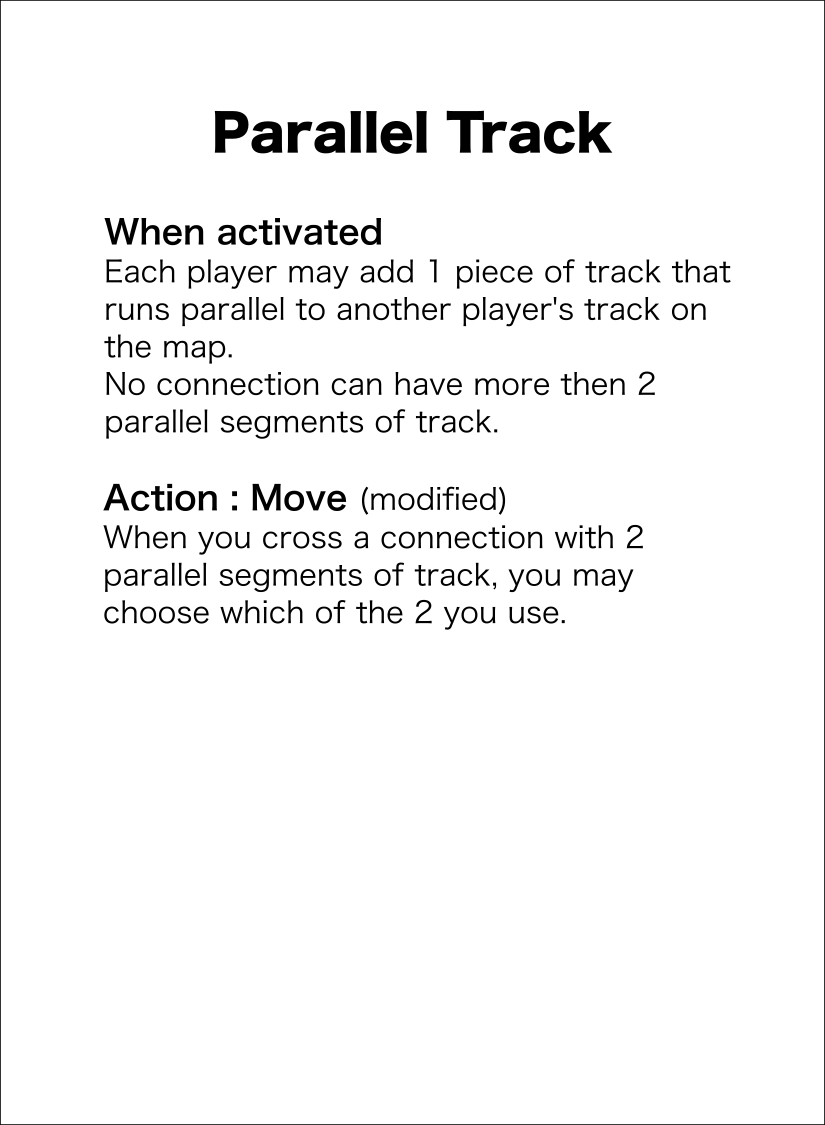 Parallel Track
When activated
Each player may add 1 piece of track that
runs parallel to another player's track on
the map.
No connection can have more then 2
parallel segments of track.
Action : Move (modified)
When you cross a connection with 2
parallel segments of track, you may
choose which of the 2 you use.